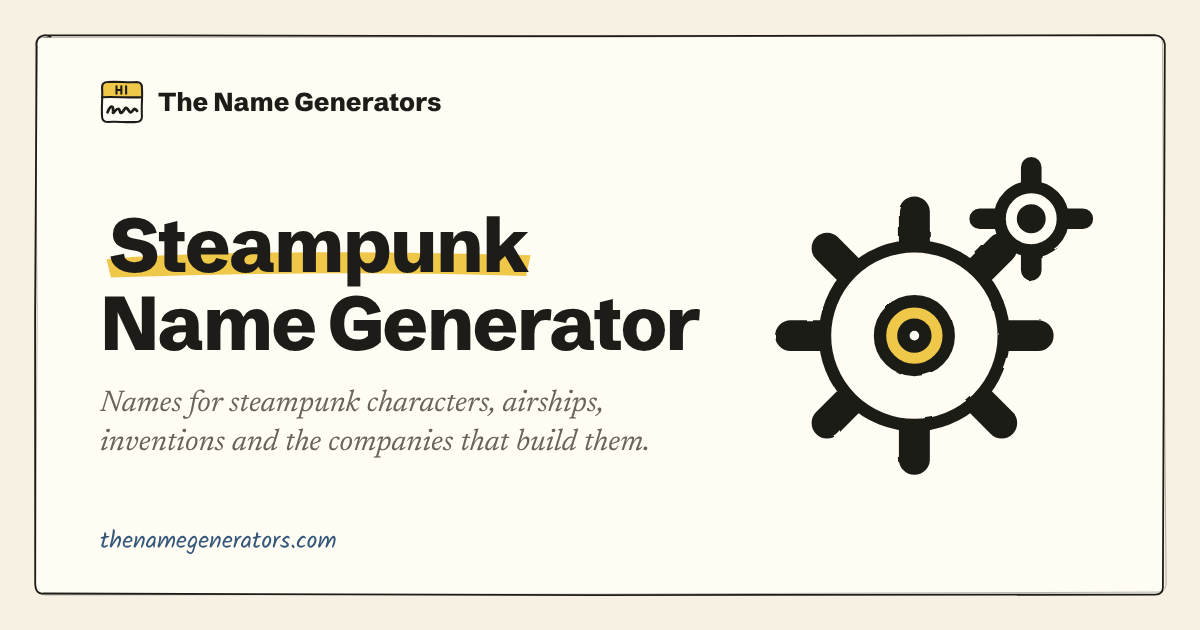 HI
The Name Generators
Steampunk
Name Generator
Names for steampunk characters, airships,
inventions and the companies that build them.
thenamegenerators.com